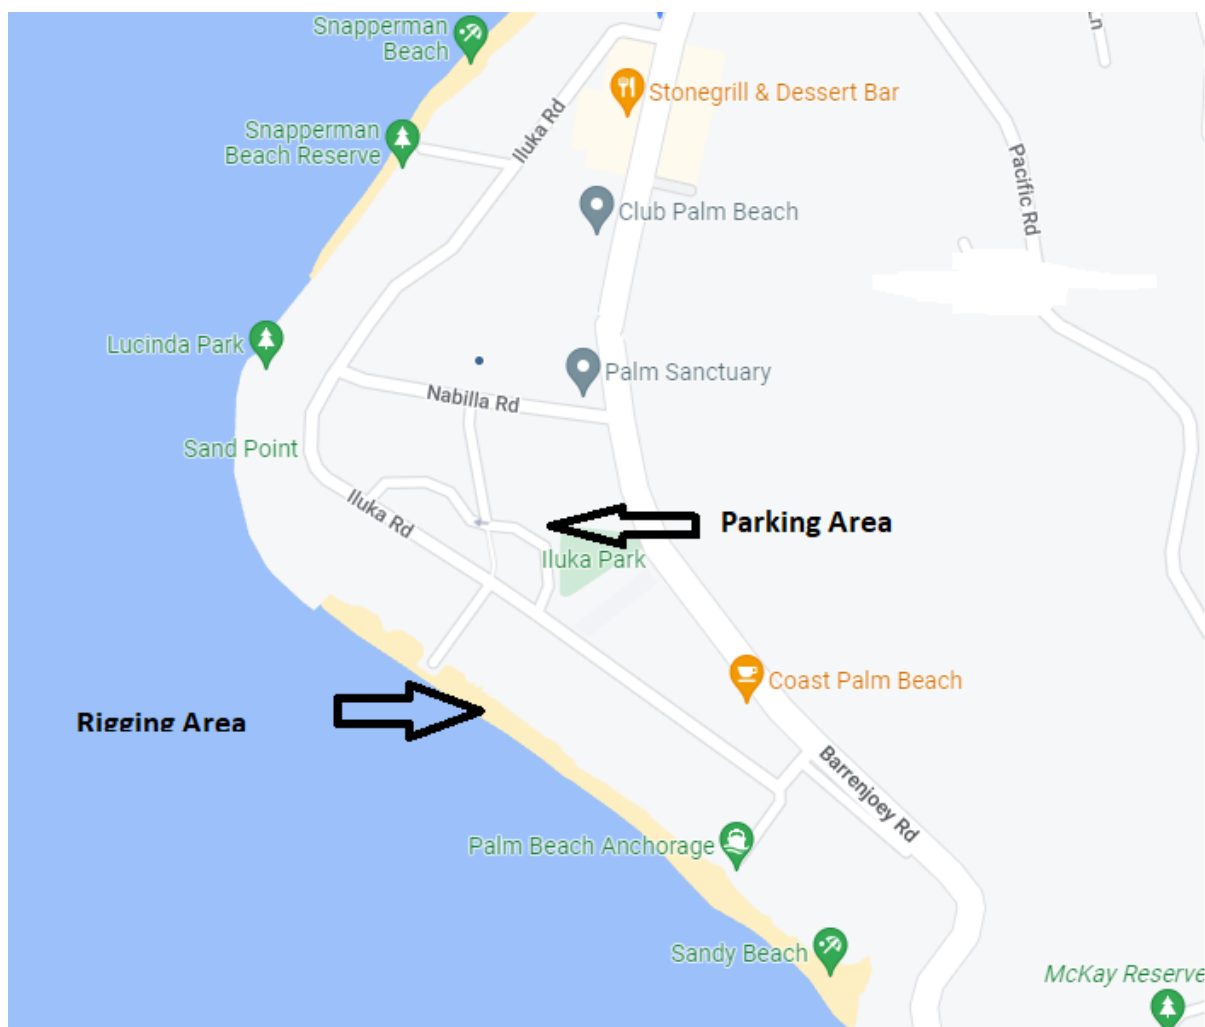 Snapperman
Beach
Ln
Stonegrill & Dessert Bar
Iluka Rd
Snapperman
Beach Reserve
Pacific Rd
Club Palm Beach
Lucinda Park
Palm Sanctuary
Nabilla Rd
Sand Point
Iluka Rd
Parking Area
Iluka Park
Coast Palm Beach
Rigging Area
Barrenjoey Rd
Palm Beach Anchorage
Sandy Beach
McKay Reserve